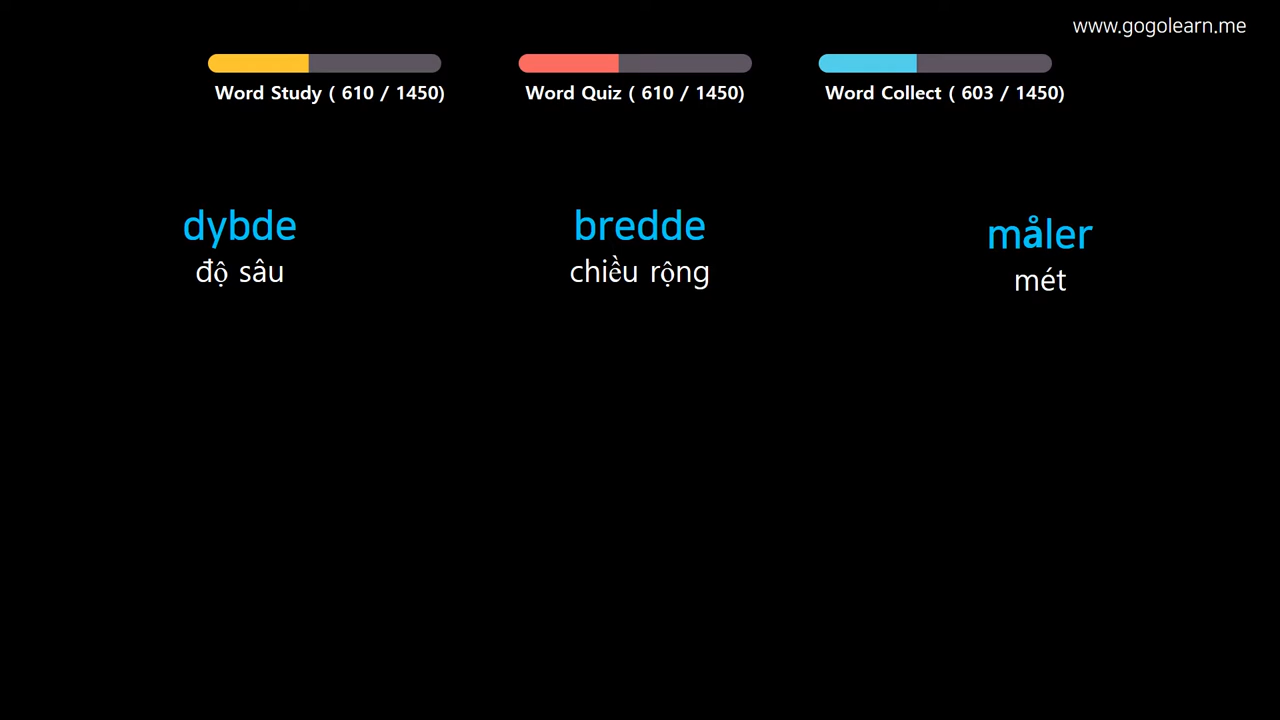 www.gogolearn.me
Word Study ( 610 / 1450)
Word Quiz ( 610 / 1450)
Word Collect ( 603 / 1450)
dybde
độ sâu
bredde
chiều rộng
måler
mét